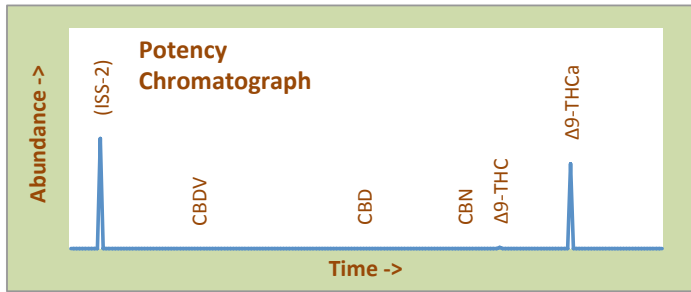 Potency
Chromatograph
Abundance ->
(ISS-2)
CBDV
CBD
CBN
Δ9-THC
Δ9-THCa
Time ->